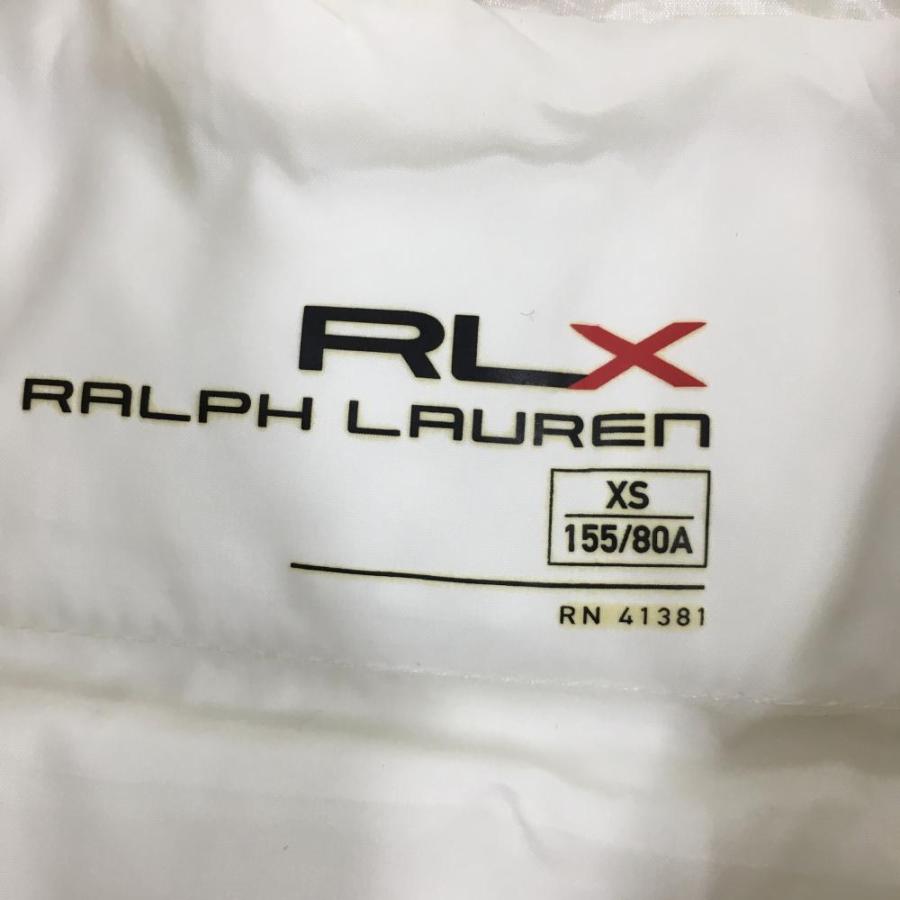 RLX
RALPH LAUREN
XS
155/80A
RN 41381